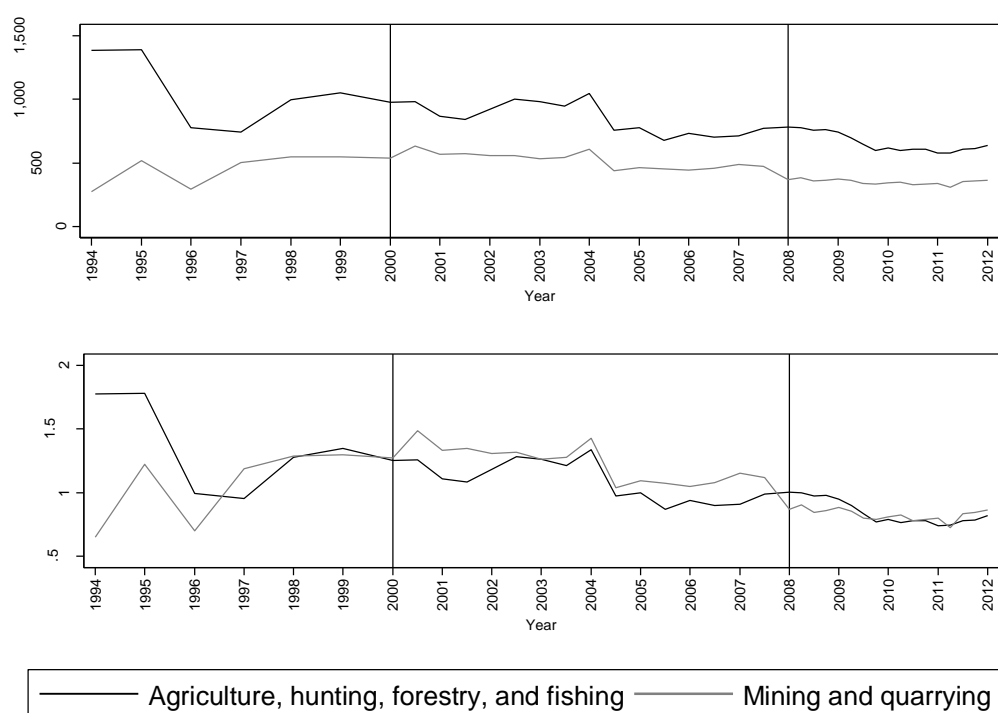 1,500
1,000
500
0
1994 1995 1996 1997 1998 1999 2000 2001 2002 2003 2004 2005 2006 2007 2008 2009 2010 2011 2012
Year
2
1.5
1
.5
1994 1995 1996 1997 1998 1999 2000 2001 2002 2003 2004 2005 2006 2007 2008 2009 2010 2011 2012
Year
Agriculture, hunting, forestry, and fishing Mining and quarrying